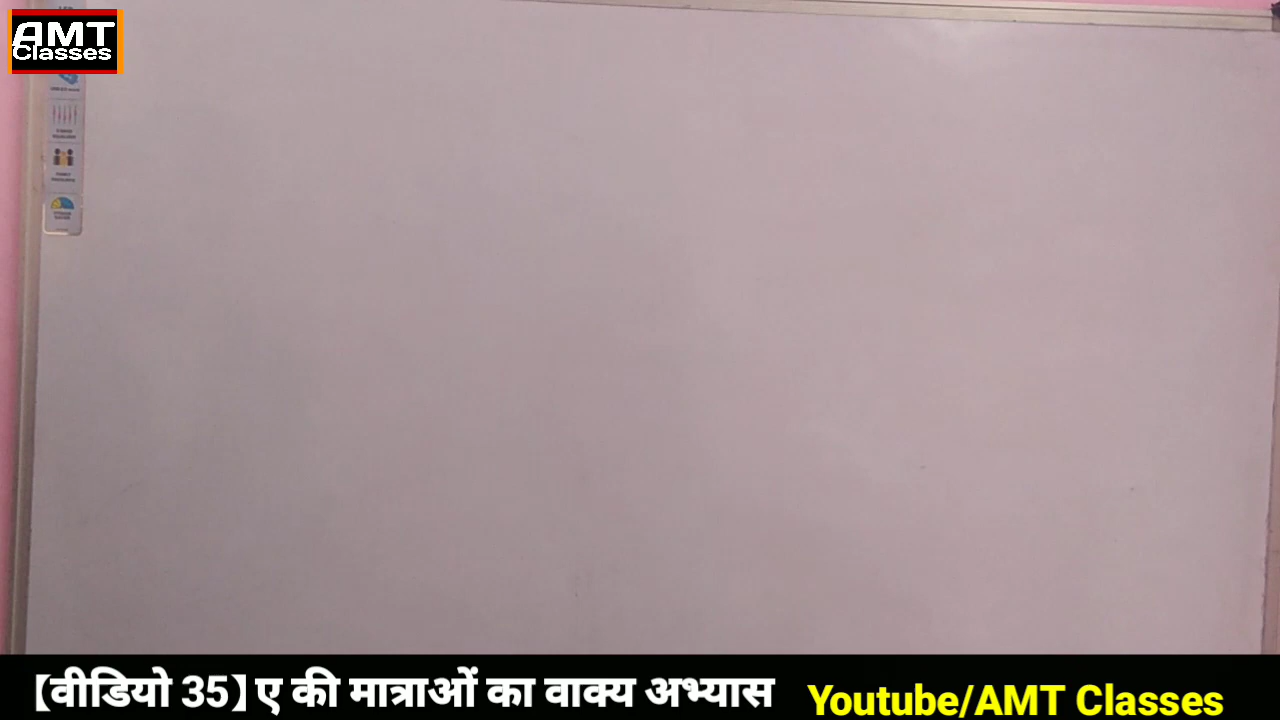 AMT
Classes
【वीडियो 35】ए की मात्राओं का वाक्य अभ्यास
Youtube/AMT Classes